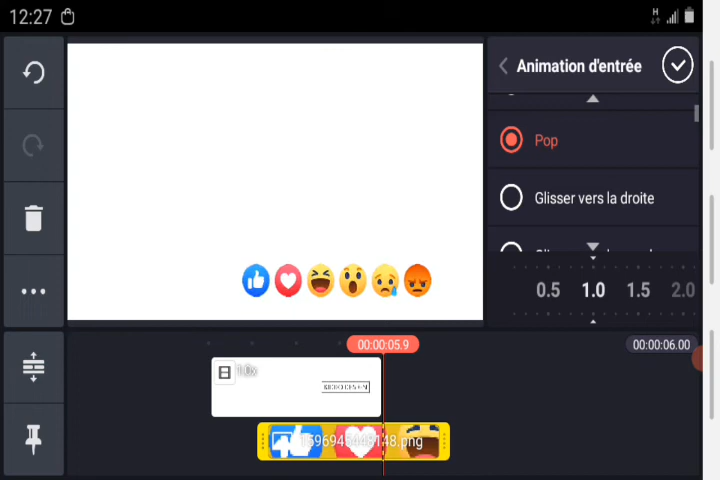 12:27
H
Animation d'entrée
Pop
Glisser vers la droite
0.5 1.0 1.5 2.0
00:00:05.9
00:00:06.00
1.0x